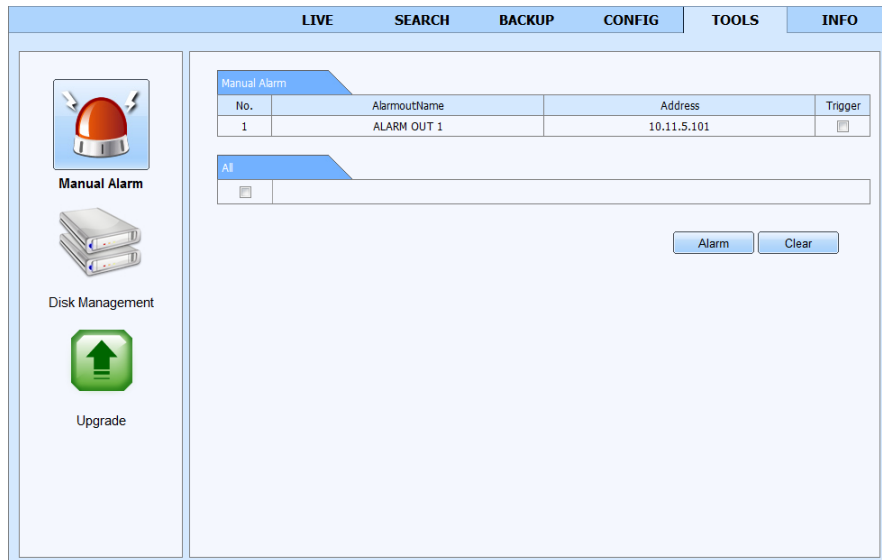 LIVE SEARCH BACKUP CONFIG TOOLS INFO
Manual Alarm
Disk Management
Upgrade
Manual Alarm
No. AlarmoutName Address Trigger
1 ALARM OUT 1 10.11.5.101
All
Alarm Clear